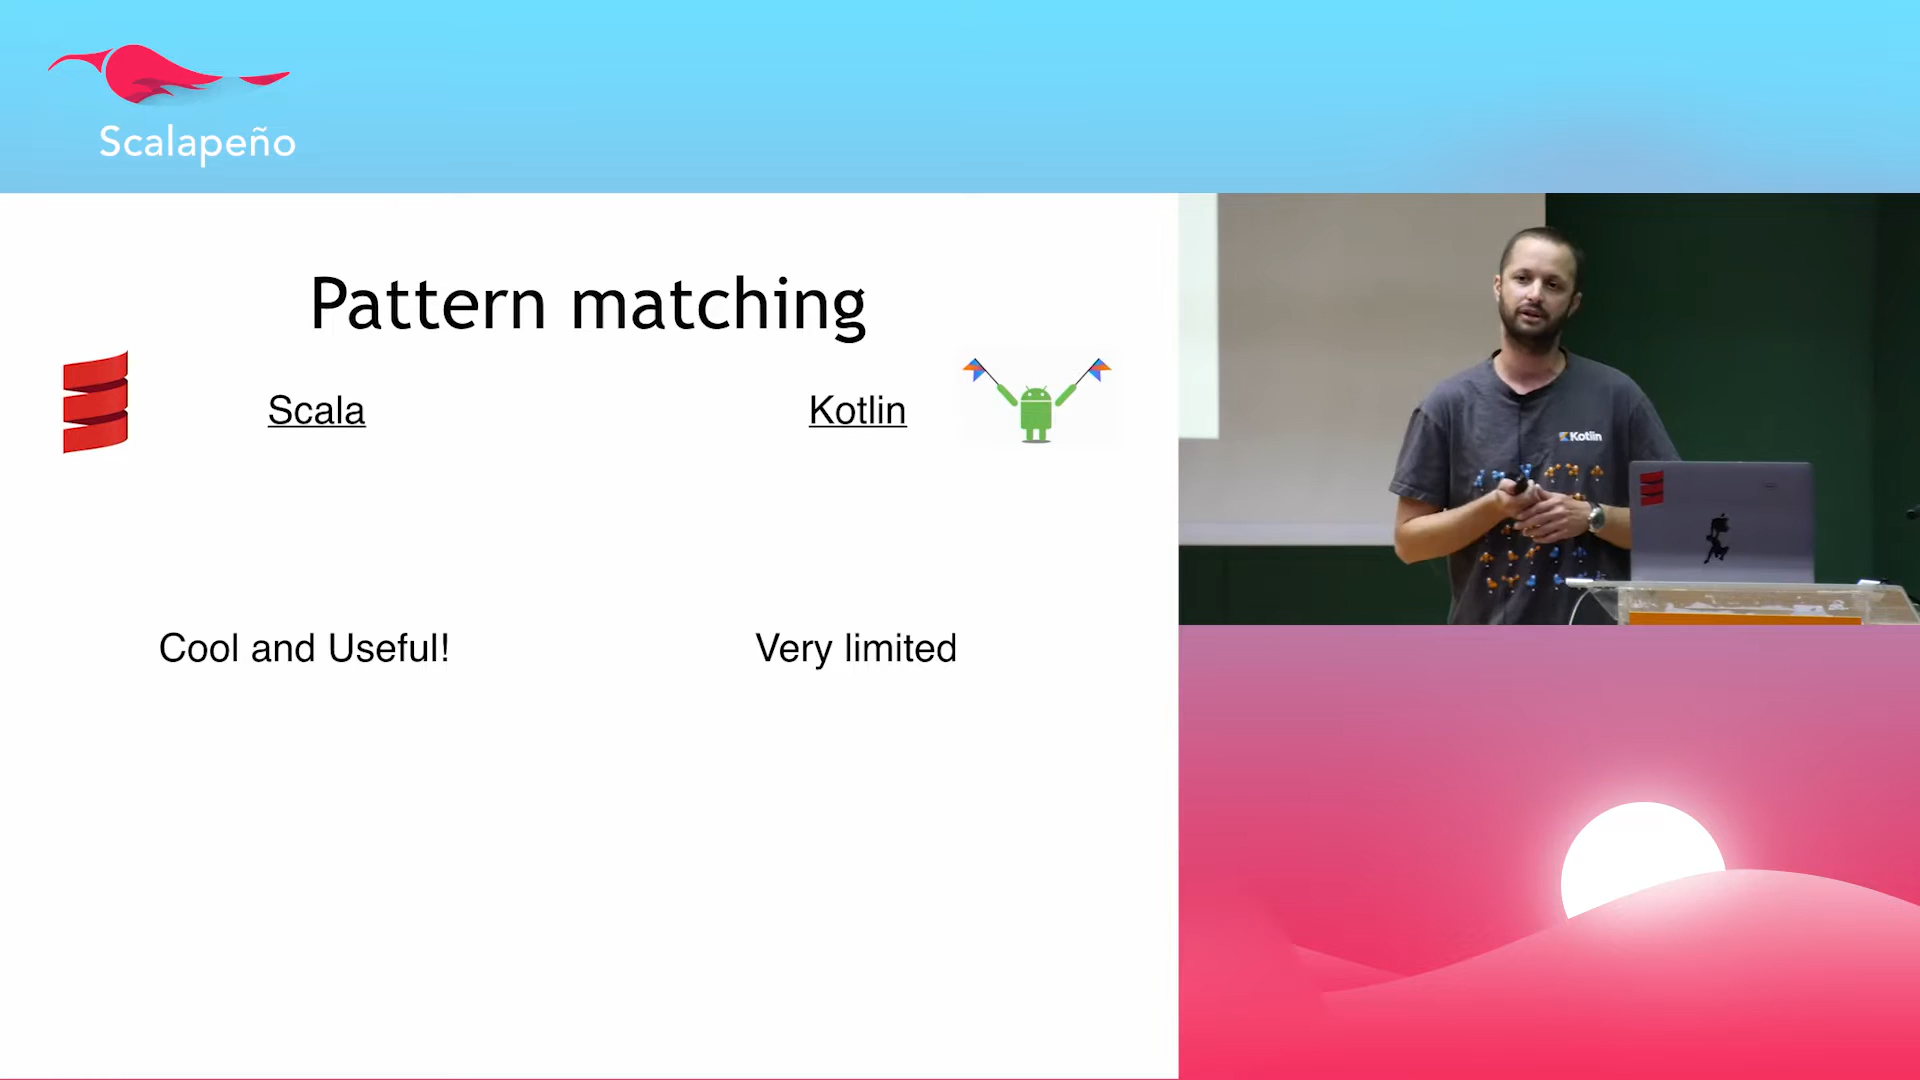 Scalapeño
Pattern matching
Scala
Kotlin
Cool and Useful!
Very limited
Kotlin